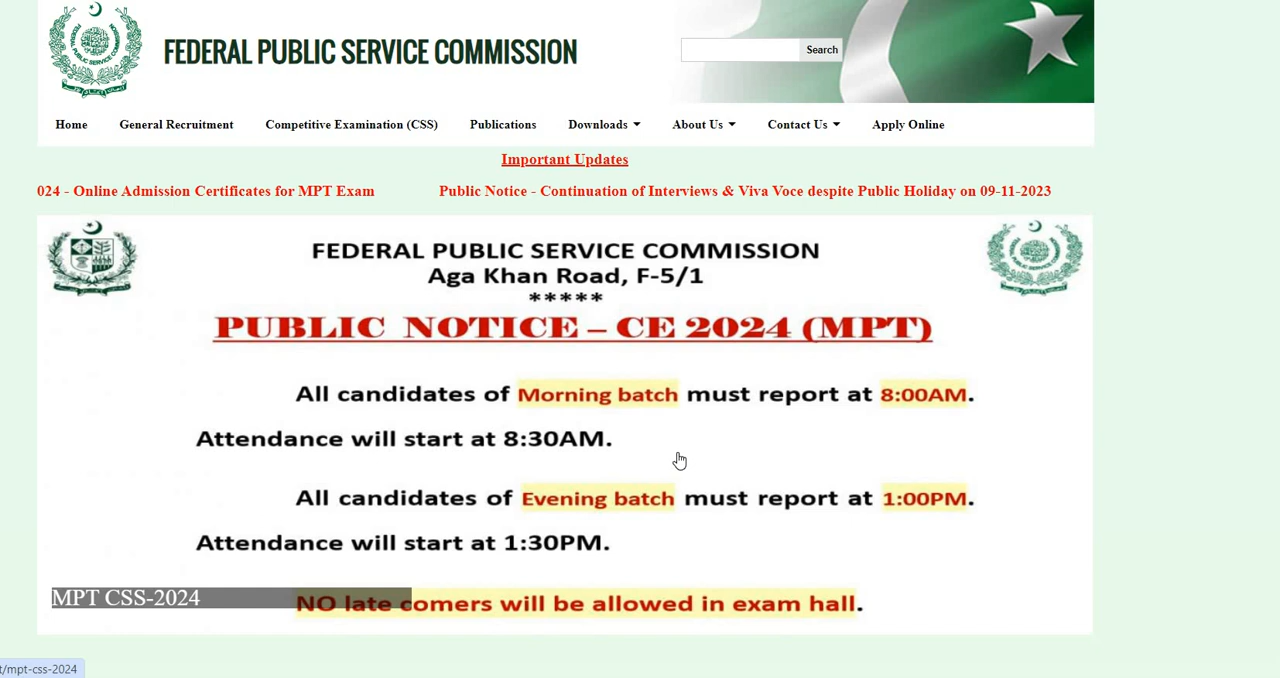 FEDERAL PUBLIC SERVICE COMMISSION
Search
Home General Recruitment Competitive Examination (CSS) Publications Downloads About Us Contact Us Apply Online
Important Updates
024 - Online Admission Certificates for MPT Exam Public Notice - Continuation of Interviews & Viva Voce despite Public Holiday on 09-11-2023
FEDERAL PUBLIC SERVICE COMMISSION
Aga Khan Road, F-5/1
*****
PUBLIC NOTICE – CE 2024 (MPT)
All candidates of Morning batch must report at 8:00AM.
Attendance will start at 8:30AM.
All candidates of Evening batch must report at 1:00PM.
Attendance will start at 1:30PM.
MPT CSS-2024
NO late comers will be allowed in exam hall.
t/mpt-css-2024